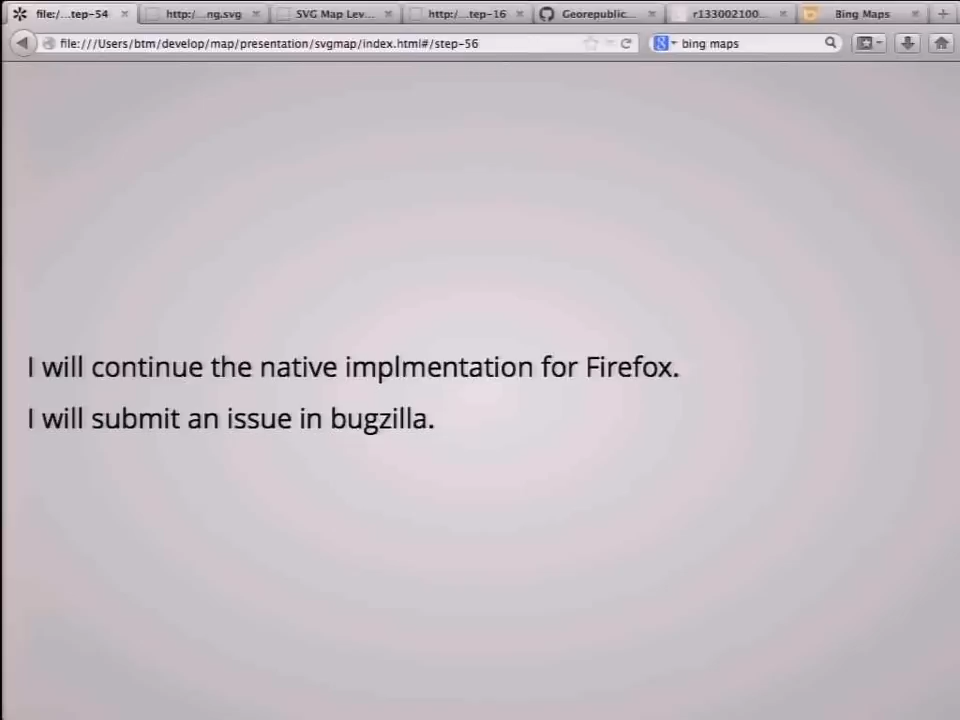 file:/...tep-54
http:/...ng.svg
SVG Map Lev...
http:/...tep-16
Georepublic...
r133002100...
Bing Maps
file:///Users/btm/develop/map/presentation/svgmap/index.html#/step-56
bing maps
I will continue the native implmentation for Firefox.
I will submit an issue in bugzilla.